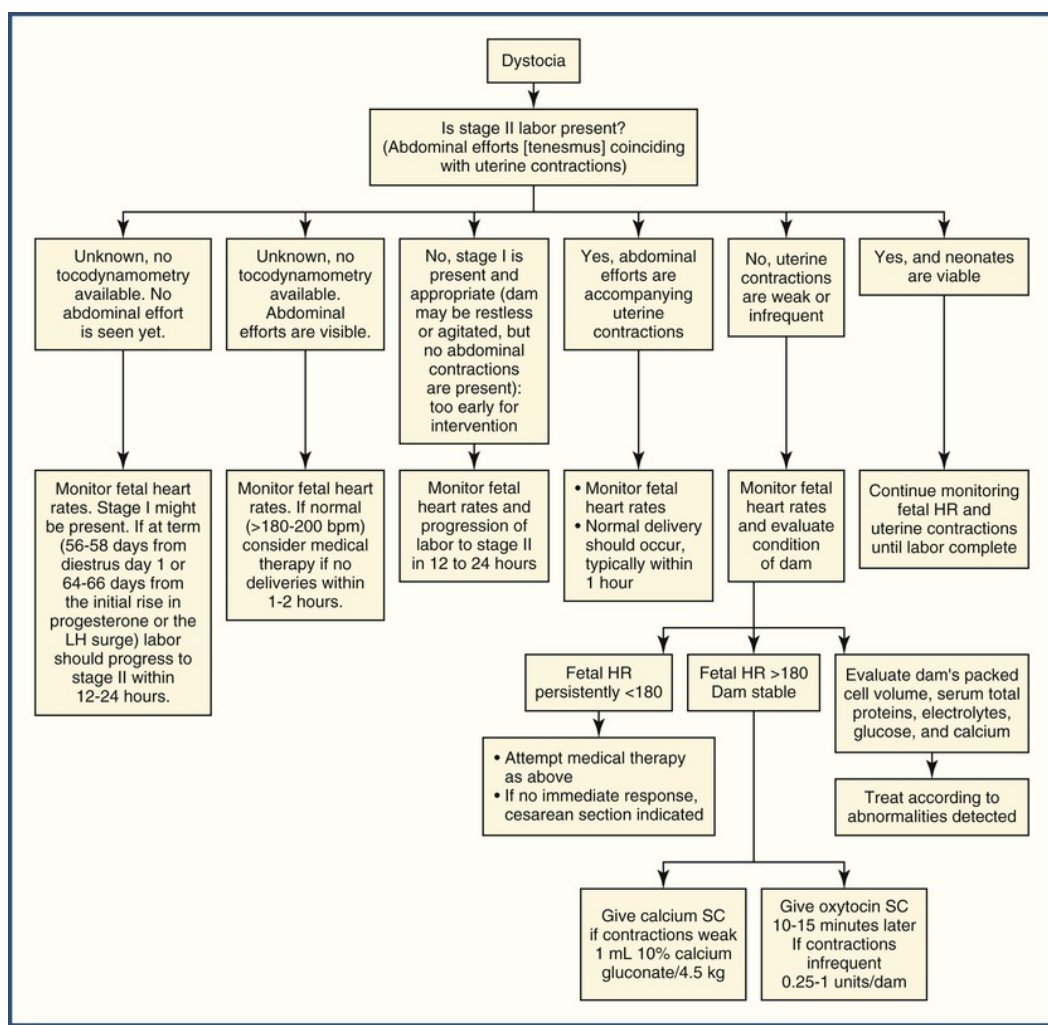 Dystocia
Is stage II labor present?
(Abdominal efforts [tenesmus] coinciding
with uterine contractions)
Unknown, no
tocodynamometry
available. No
abdominal effort
is seen yet.
Unknown, no
tocodynamometry
available.
Abdominal
efforts are visible.
No, stage I is
present and
appropriate (dam
may be restless
or agitated, but
no abdominal
contractions
are present):
too early for
intervention
Yes, abdominal
efforts are
accompanying
uterine
contractions
No, uterine
contractions
are weak or
infrequent
Yes, and neonates
are viable
Monitor fetal heart
rates. Stage I might
be present. If at term
(56-58 days from
diestrus day 1 or
64-66 days from
the initial rise in
progesterone or the
LH surge) labor
should progress to
stage II within
12-24 hours.
Monitor fetal heart
rates. If normal
(>180-200 bpm)
consider medical
therapy if no
deliveries within
1-2 hours.
Monitor fetal
heart rates and
progression of
labor to stage II
in 12 to 24 hours
• Monitor fetal
heart rates
• Normal delivery
should occur,
typically within
1 hour
Monitor fetal
heart rates
and evaluate
condition
of dam
Continue monitoring
fetal HR and
uterine contractions
until labor complete
Fetal HR
persistently <180
Fetal HR >180
Dam stable
Evaluate dam's packed
cell volume, serum total
proteins, electrolytes,
glucose, and calcium
• Attempt medical therapy
as above
• If no immediate response,
cesarean section indicated
Treat according to
abnormalities detected
Give calcium SC
if contractions weak
1 mL 10% calcium
gluconate/4.5 kg
Give oxytocin SC
10-15 minutes later
If contractions
infrequent
0.25-1 units/dam